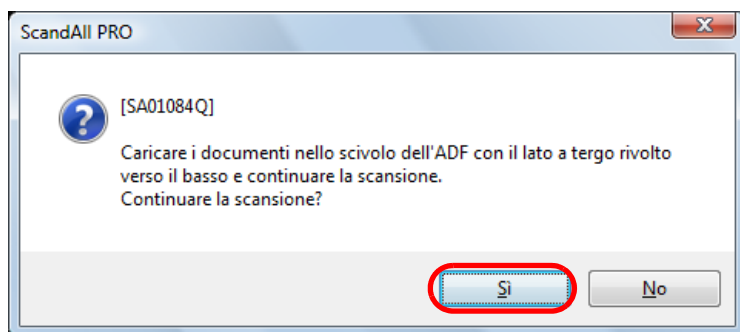 ScandAll PRO
[SA01084Q]
Caricare i documenti nello scivolo dell'ADF con il lato a tergo rivolto
verso il basso e continuare la scansione.
Continuare la scansione?
Sì
No